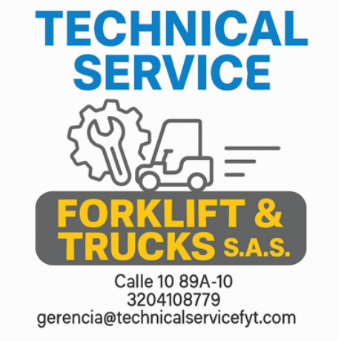 TECHNICAL
SERVICE
FORKLIFT &
TRUCKS S.A.S.
Calle 10 89A-10
3204108779
gerencia@technicalservicefyt.com